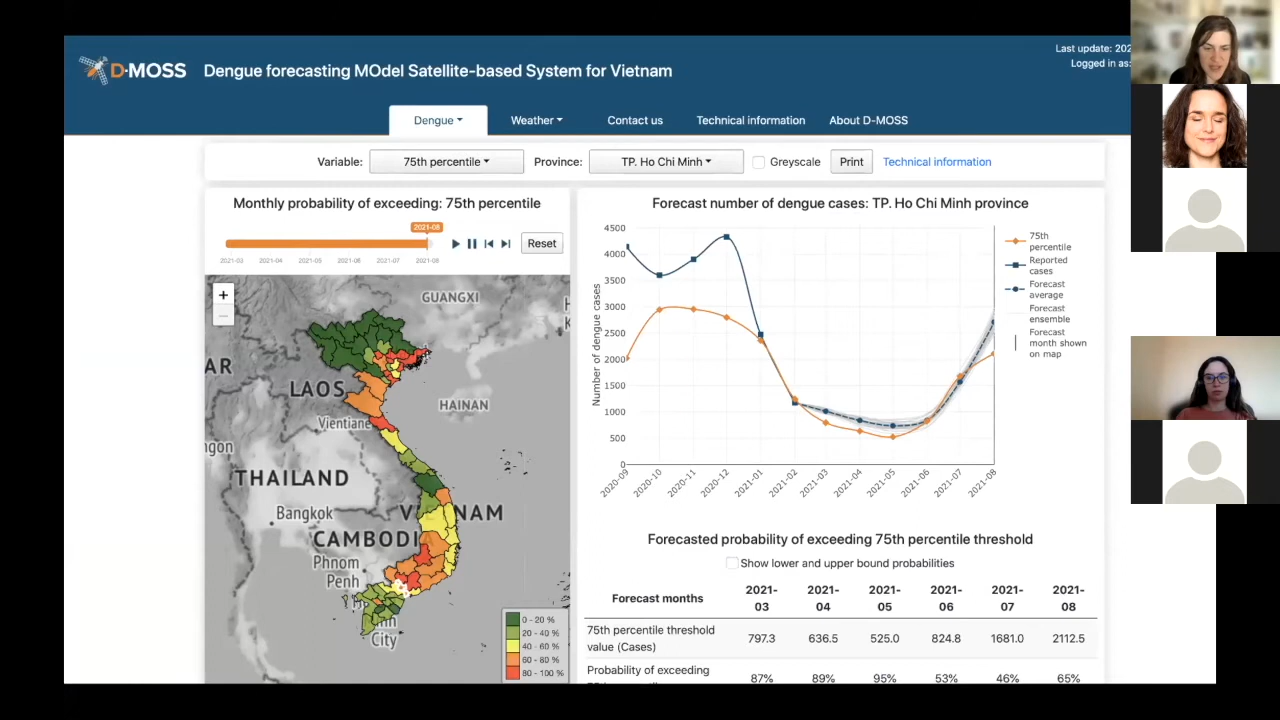 D-MOSS
Dengue forecasting MOdel Satellite-based System for Vietnam
Last update: 202
Logged in as:
Dengue
Weather
Contact us
Technical information
About D-MOSS
Variable:
75th percentile
Province:
TP. Ho Chi Minh
Greyscale
Print
Technical information
Monthly probability of exceeding: 75th percentile
2021-08
2021-03
2021-04
2021-05
2021-06
2021-07
2021-08
Reset
+
−
GUANGXI
AR
LAOS
HAINAN
Vientiane
ngon
THAILAND
Bangkok
VIETNAM
CAMBODI
Phnom
Penh
City
0 - 20 %
20 - 40 %
40 - 60 %
60 - 80 %
80 - 100 %
Forecast number of dengue cases: TP. Ho Chi Minh province
Number of dengue cases
4500
4000
3500
3000
2500
2000
1500
1000
500
0
2020-09
2020-10
2020-11
2020-12
2021-01
2021-02
2021-03
2021-04
2021-05
2021-06
2021-07
2021-08
75th
percentile
Reported
cases
Forecast
average
Forecast
ensemble
Forecast
month shown
on map
Forecasted probability of exceeding 75th percentile threshold
Show lower and upper bound probabilities
Forecast months
2021-03
2021-04
2021-05
2021-06
2021-07
2021-08
75th percentile threshold
value (Cases)
797.3
636.5
525.0
824.8
1681.0
2112.5
Probability of exceeding
87%
89%
95%
53%
46%
65%